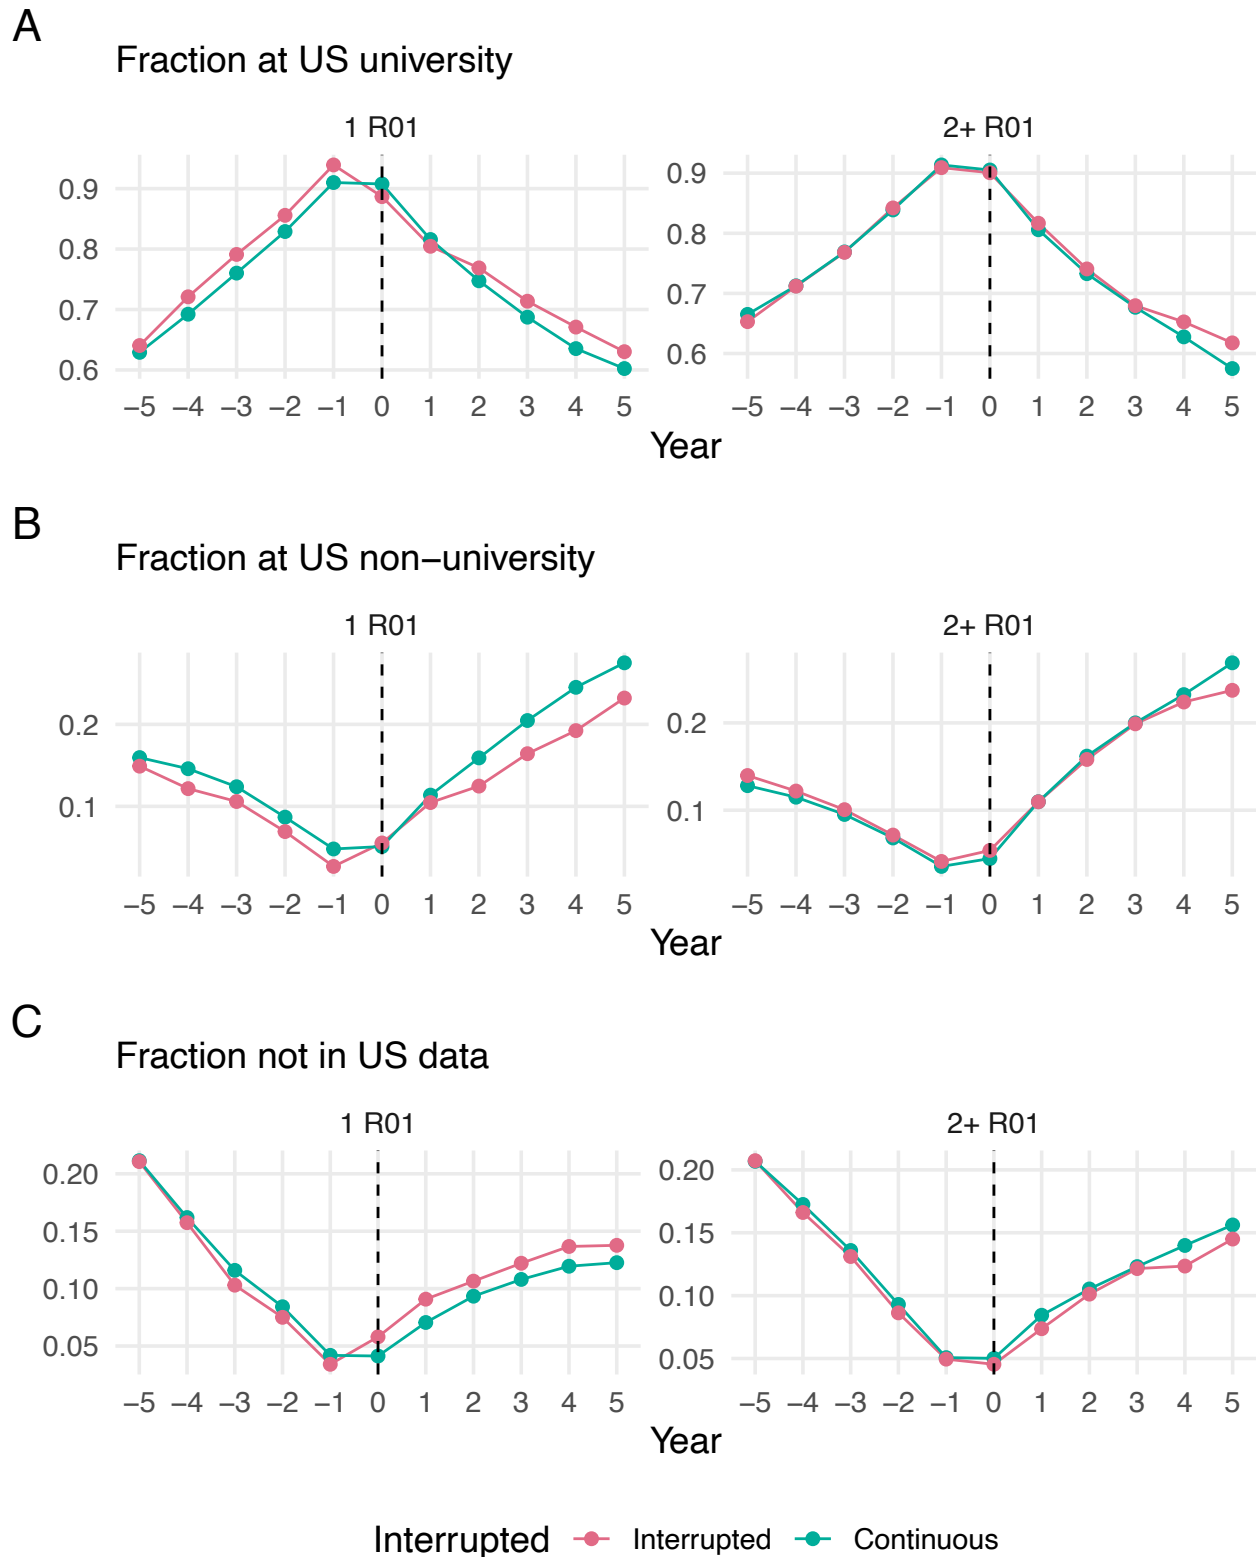 A
Fraction at US university
1 R01
2+ R01
0.9
0.8
0.7
0.6
0.9
0.8
0.7
0.6
−5 −4 −3 −2 −1 0 1 2 3 4 5
−5 −4 −3 −2 −1 0 1 2 3 4 5
Year
B
Fraction at US non−university
1 R01
2+ R01
0.2
0.1
0.2
0.1
−5 −4 −3 −2 −1 0 1 2 3 4 5
−5 −4 −3 −2 −1 0 1 2 3 4 5
Year
C
Fraction not in US data
1 R01
2+ R01
0.20
0.15
0.10
0.05
0.20
0.15
0.10
0.05
−5 −4 −3 −2 −1 0 1 2 3 4 5
−5 −4 −3 −2 −1 0 1 2 3 4 5
Year
Interrupted Interrupted Continuous